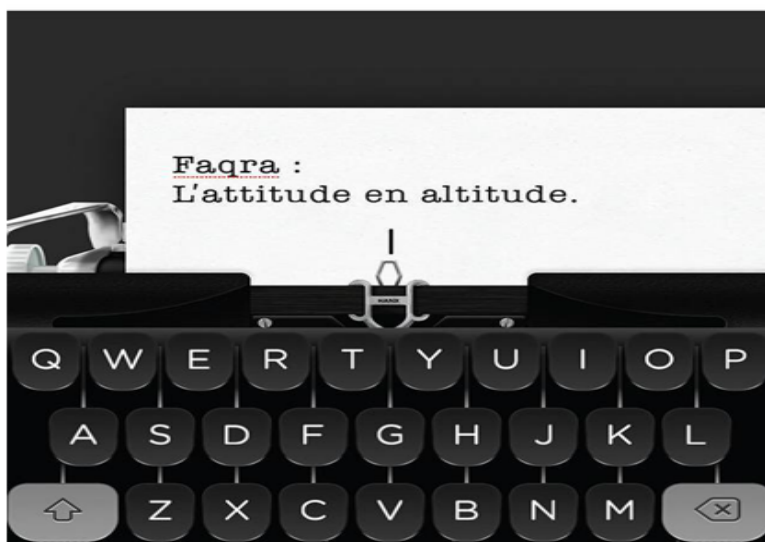 Faqra :
L'attitude en altitude.
Q W E R T Y U I O P
A S D F G H J K L
Z X C V B N M